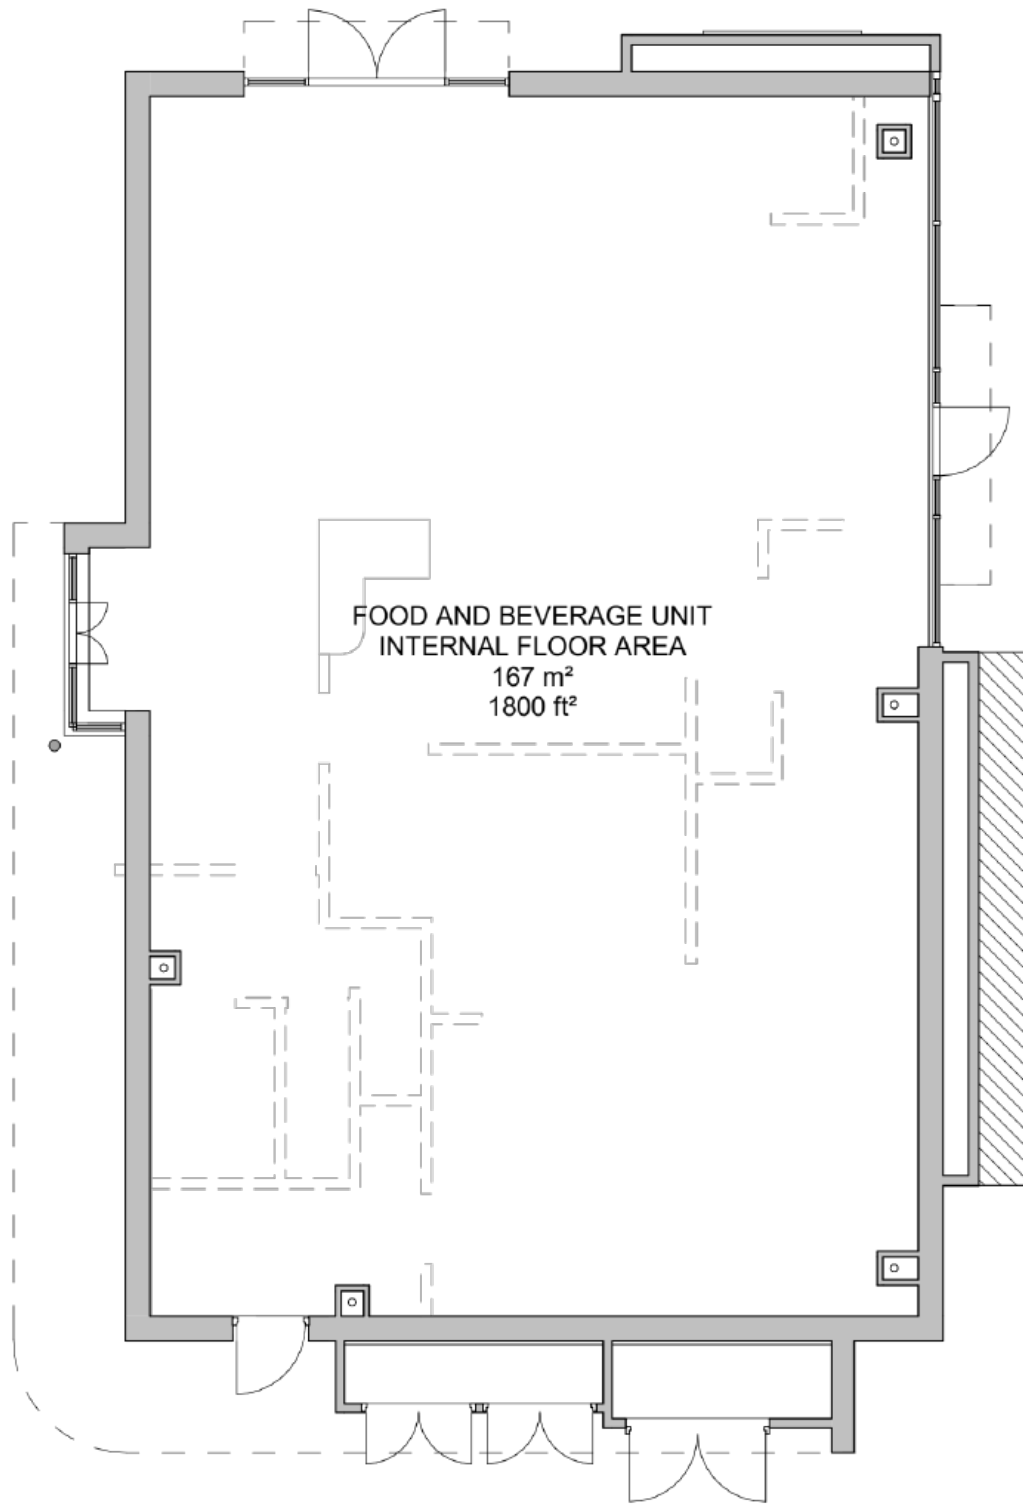 FOOD AND BEVERAGE UNIT
INTERNAL FLOOR AREA
167 m²
1800 ft²